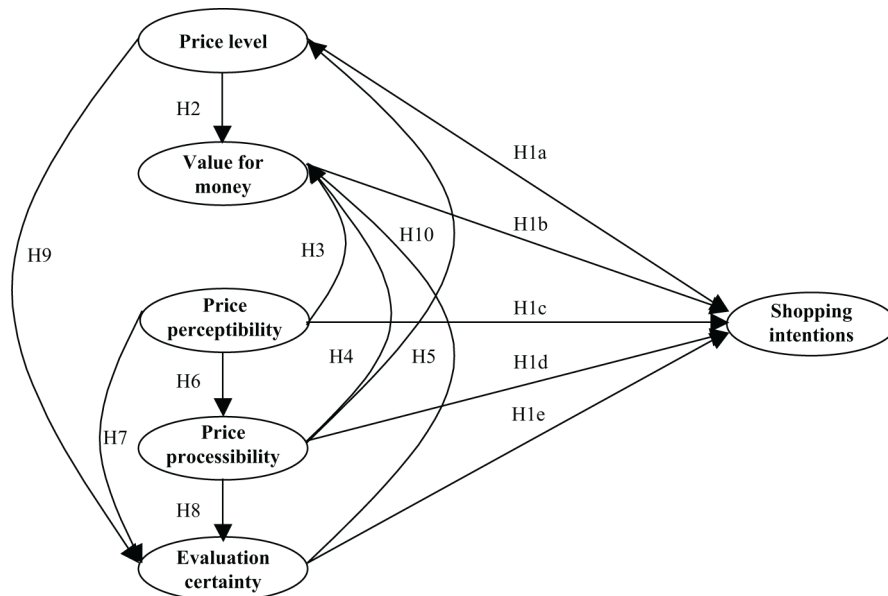 Price level
H2
H1a
Value for
money
H1b
H10
H3
H9
Price
perceptibility
H1c
Shopping
intentions
H4
H5
H1d
H6
H7
Price
processibility
H1e
H8
Evaluation
certainty